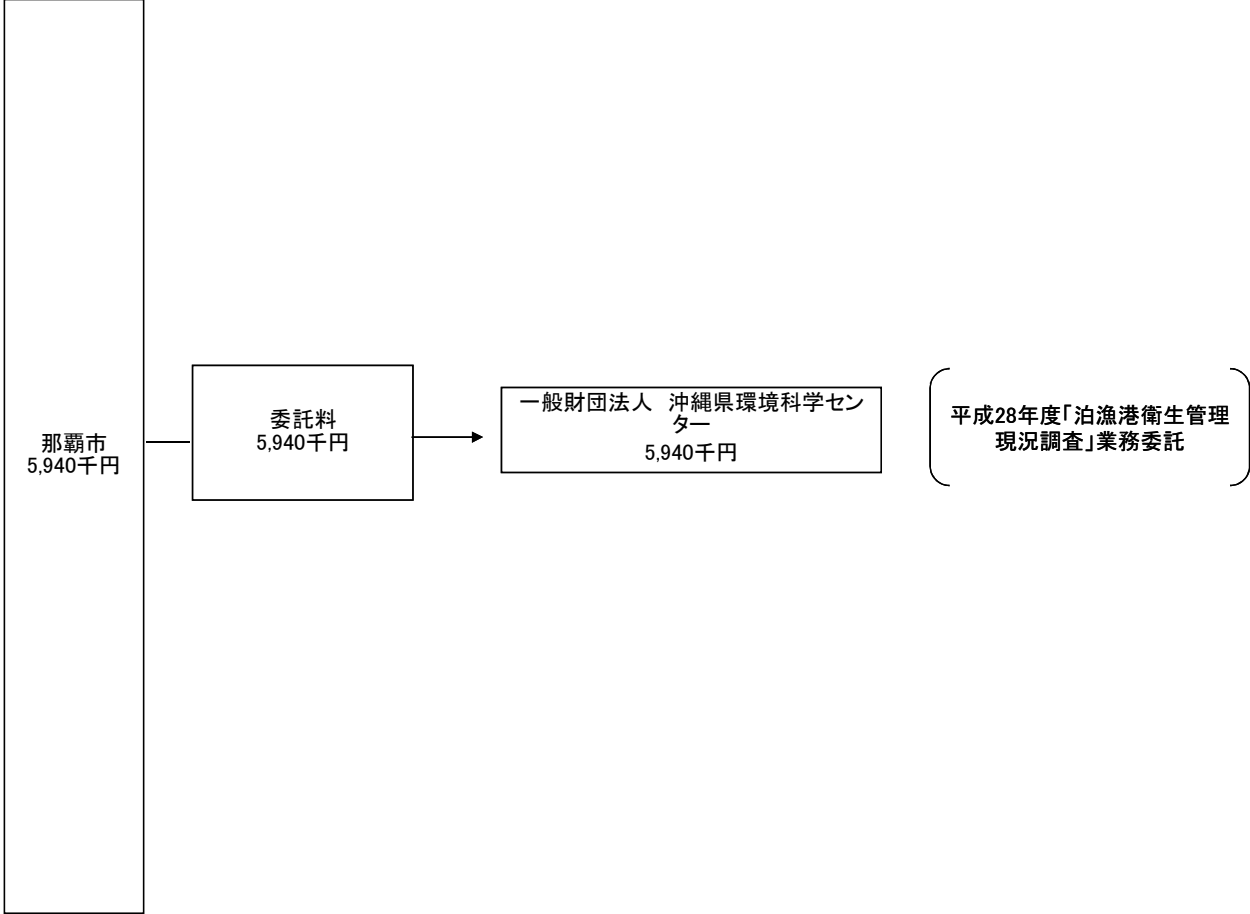 那覇市
5,940千円
委託料
5,940千円
一般財団法人　沖縄県環境科学セン
ター
5,940千円
平成28年度｢泊漁港衛生管理
現況調査｣業務委託